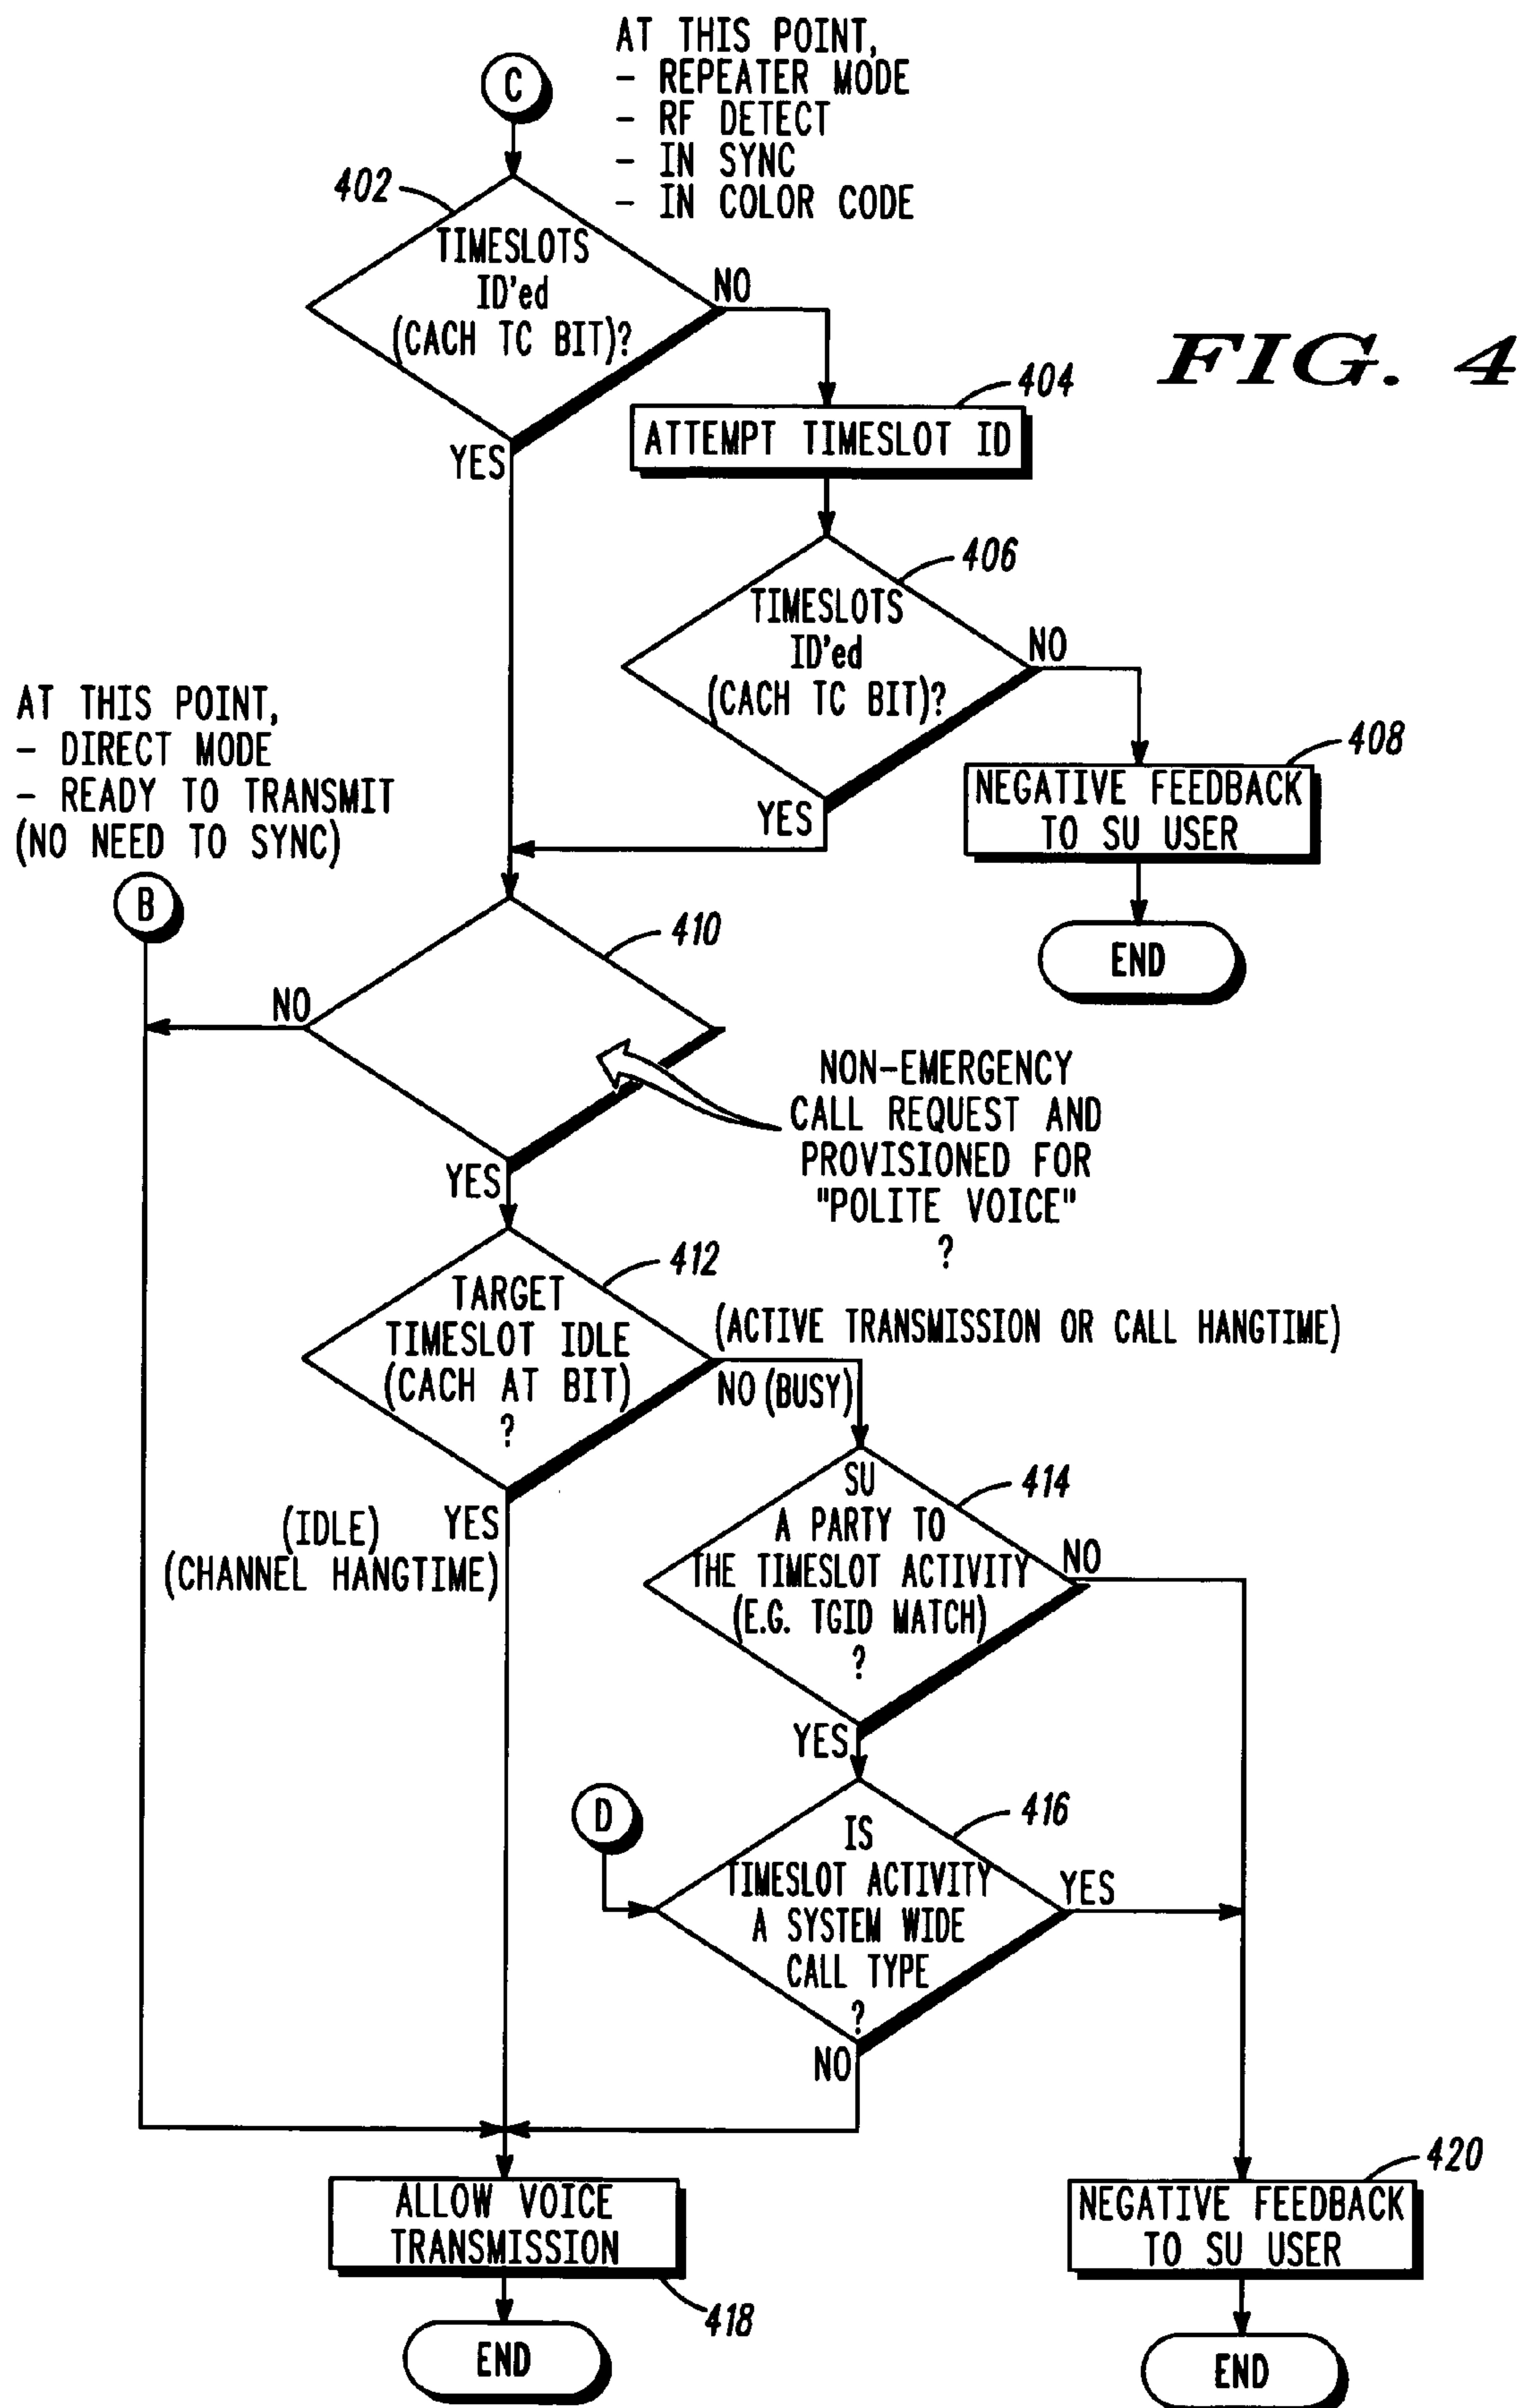 AT THIS POINT,
- REPEATER MODE
- RF DETECT
- IN SYNC
- IN COLOR CODE
C
402
TIMESLOTS
ID'ed
(CACH TC BIT)?
NO
YES
FIG. 4
404
ATTEMPT TIMESLOT ID
406
TIMESLOTS
ID'ed
(CACH TC BIT)?
NO
YES
408
NEGATIVE FEEDBACK
TO SU USER
END
AT THIS POINT,
- DIRECT MODE
- READY TO TRANSMIT
(NO NEED TO SYNC)
B
410
NO
YES
NON-EMERGENCY
CALL REQUEST AND
PROVISIONED FOR
"POLITE VOICE"
?
412
TARGET
TIMESLOT IDLE
(CACH AT BIT)
?
(ACTIVE TRANSMISSION OR CALL HANGTIME)
NO (BUSY)
(IDLE) YES
(CHANNEL HANGTIME)
414
SU
A PARTY TO
THE TIMESLOT ACTIVITY
(E.G. TGID MATCH)
?
NO
YES
D
416
IS
TIMESLOT ACTIVITY
A SYSTEM WIDE
CALL TYPE
?
YES
NO
ALLOW VOICE
TRANSMISSION
418
END
420
NEGATIVE FEEDBACK
TO SU USER
END